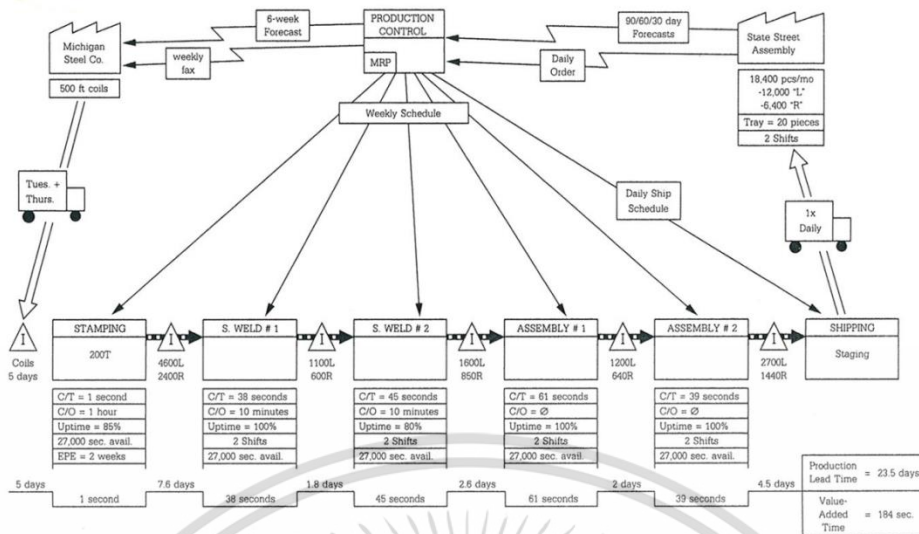 Michigan
Steel Co.
500 ft coils
6-week
Forecast
weekly
fax
PRODUCTION
CONTROL
MRP
90/60/30 day
Forecasts
Daily
Order
State Street
Assembly
18,400 pcs/mo
-12,000 "L"
-6,400 "R"
Tray = 20 pieces
2 Shifts
Weekly Schedule
Tues. +
Thurs.
Daily Ship
Schedule
1x
Daily
I
Coils
5 days
STAMPING
200T
C/T = 1 second
C/O = 1 hour
Uptime = 85%
27,000 sec. avail.
EPE = 2 weeks
I
4600L
2400R
S. WELD # 1
C/T = 38 seconds
C/O = 10 minutes
Uptime = 100%
2 Shifts
27,000 sec. avail.
I
1100L
600R
S. WELD # 2
C/T = 45 seconds
C/O = 10 minutes
Uptime = 80%
2 Shifts
27,000 sec. avail.
I
1600L
850R
ASSEMBLY # 1
C/T = 61 seconds
C/O = Ø
Uptime = 100%
2 Shifts
27,000 sec. avail.
I
1200L
640R
ASSEMBLY # 2
C/T = 39 seconds
C/O = Ø
Uptime = 100%
2 Shifts
27,000 sec. avail.
I
2700L
1440R
SHIPPING
Staging
5 days
1 second
7.6 days
38 seconds
1.8 days
45 seconds
2.6 days
61 seconds
2 days
39 seconds
4.5 days
Production
Lead Time = 23.5 days
Value-
Added = 184 sec.
Time